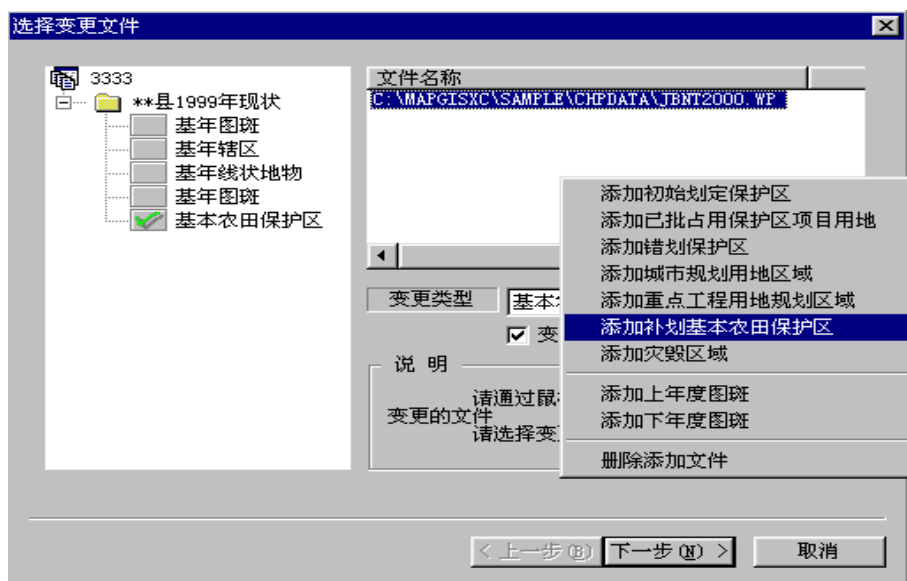 选择变更文件
3333
**县1999年现状
基年图斑
基年辖区
基年线状地物
基年图斑
基本农田保护区
文件名称
C:\MAPGISXC\SAMPLE\CHPDATA\JBNT2000.WP
添加初始划定保护区
添加已批占用保护区项目用地
添加错划保护区
添加城市规划用地区域
添加重点工程用地规划区域
添加补划基本农田保护区
添加灾毁区域
添加上年度图斑
添加下年度图斑
删除添加文件
变更类型
基本
变
说 明
请通过鼠
变更的文件
请选择变
< 上一步(B)
下一步(N) >
取消